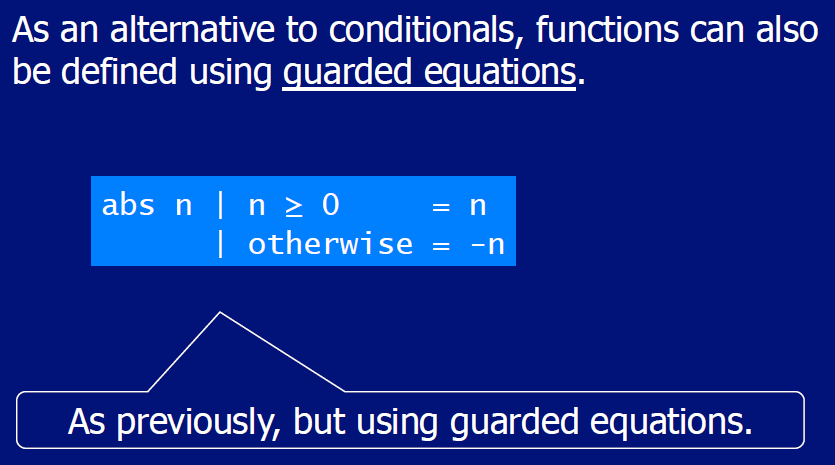 As an alternative to conditionals, functions can also
be defined using guarded equations.
abs n | n ≥ 0     = n
      | otherwise = -n
As previously, but using guarded equations.